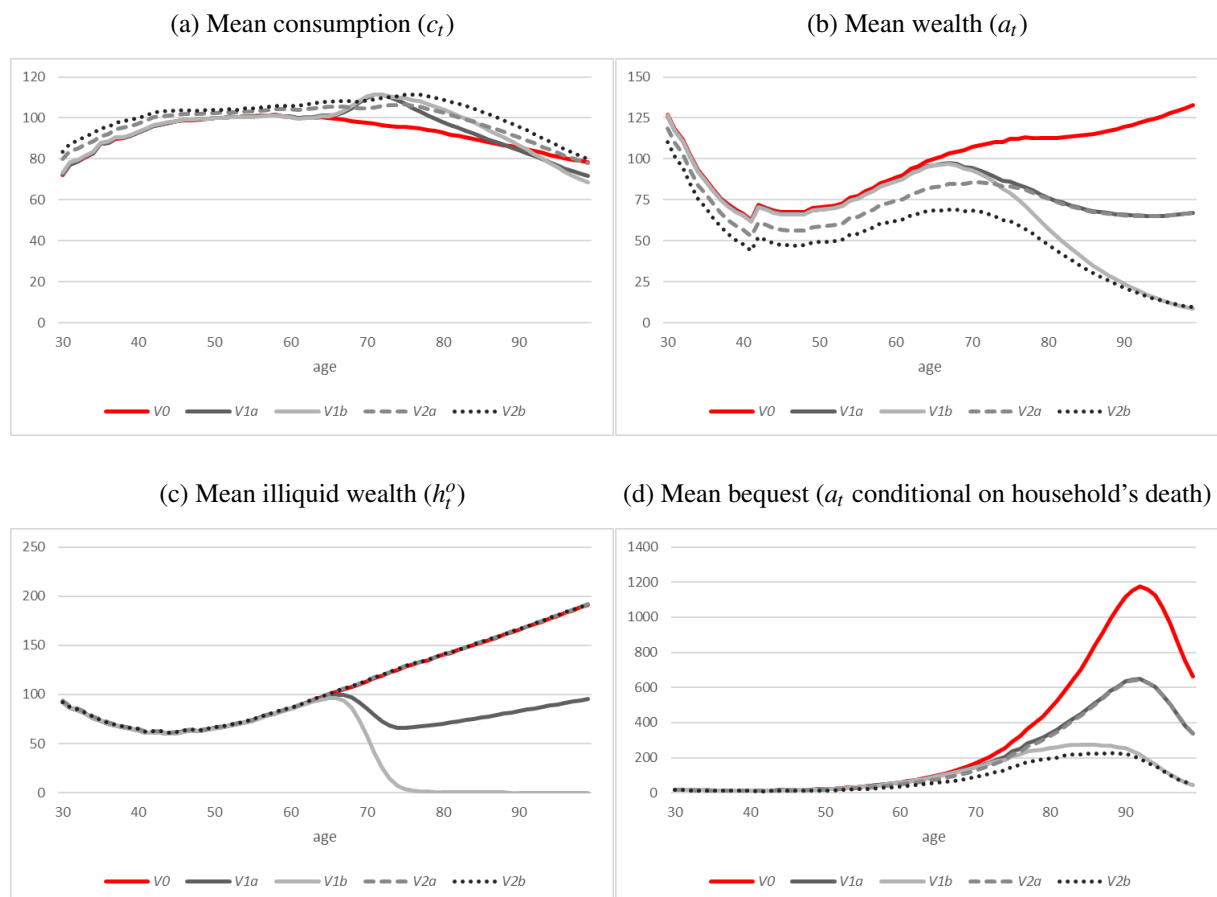 (a) Mean consumption (c_t)
120
100
80
60
40
20
0
30 40 50 60 70 80 90
age
V0 V1a V1b V2a V2b
(b) Mean wealth (a_t)
150
125
100
75
50
25
0
30 40 50 60 70 80 90
age
V0 V1a V1b V2a V2b
(c) Mean illiquid wealth (h_t^o)
250
200
150
100
50
0
30 40 50 60 70 80 90
age
V0 V1a V1b V2a V2b
(d) Mean bequest (a_t conditional on household's death)
1400
1200
1000
800
600
400
200
0
30 40 50 60 70 80 90
age
V0 V1a V1b V2a V2b